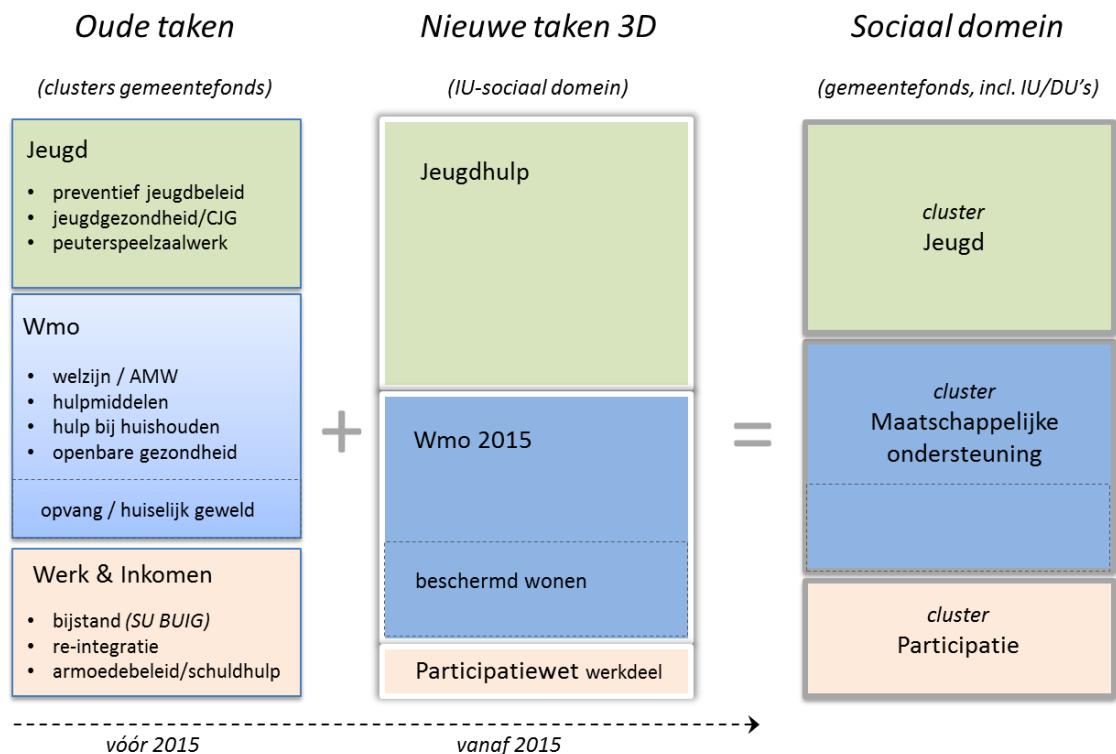 Oude taken
(clusters gemeentefonds)
Jeugd
• preventief jeugdbeleid
• jeugdgezondheid/CJG
• peuterspeelzaalwerk
Wmo
• welzijn / AMW
• hulpmiddelen
• hulp bij huishouden
• openbare gezondheid
opvang / huiselijk geweld
Werk & Inkomen
• bijstand (SU BUIG)
• re-integratie
• armoedebeleid/schuldhulp
vóór 2015
+
Nieuwe taken 3D
(IU-sociaal domein)
Jeugdhulp
Wmo 2015
beschermd wonen
Participatiewet werkdeel
vanaf 2015
=
Sociaal domein
(gemeentefonds, incl. IU/DU’s)
cluster
Jeugd
cluster
Maatschappelijke
ondersteuning
cluster
Participatie